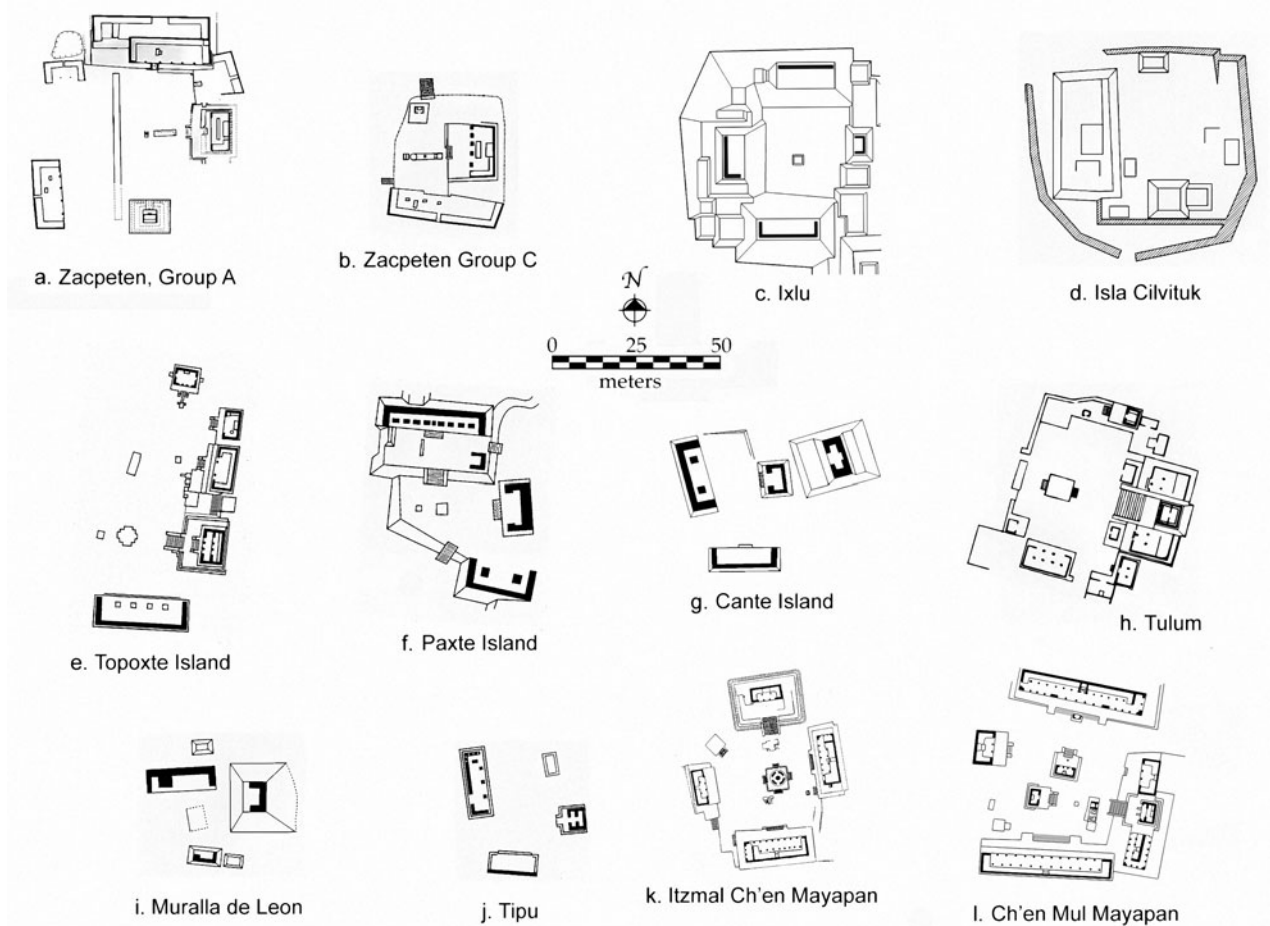 a. Zacpeten, Group A
b. Zacpeten Group C
c. Ixlu
d. Isla Cilvituk
N
0 25 50
meters
e. Topoxte Island
f. Paxte Island
g. Cante Island
h. Tulum
i. Muralla de Leon
j. Tipu
k. Itzmal Ch'en Mayapan
l. Ch'en Mul Mayapan